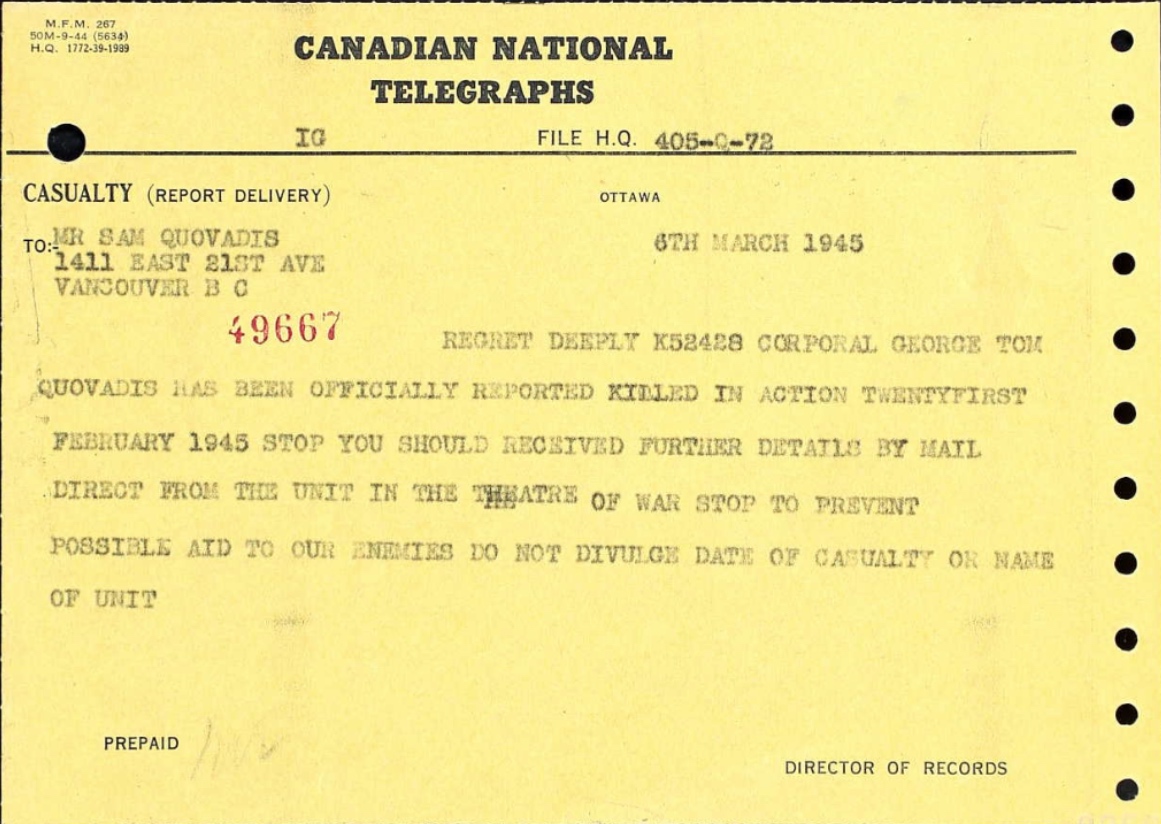 M.F.M. 267
50M-9-44 (5634)
H.Q. 1772-39-1989
CANADIAN NATIONAL
TELEGRAPHS
IG FILE H.Q. 405-Q-72
CASUALTY (REPORT DELIVERY) OTTAWA
TO:- MR SAM QUOVADIS 6TH MARCH 1945
1411 EAST 21ST AVE
VANCOUVER B C
49667
REGRET DEEPLY K52428 CORPORAL GEORGE TOM
QUOVADIS HAS BEEN OFFICIALLY REPORTED KILLED IN ACTION TWENTYFIRST
FEBRUARY 1945 STOP YOU SHOULD RECEIVED FURTHER DETAILS BY MAIL
DIRECT FROM THE UNIT IN THE THEATRE OF WAR STOP TO PREVENT
POSSIBLE AID TO OUR ENEMIES DO NOT DIVULGE DATE OF CASUALTY OR NAME
OF UNIT
PREPAID
DIRECTOR OF RECORDS